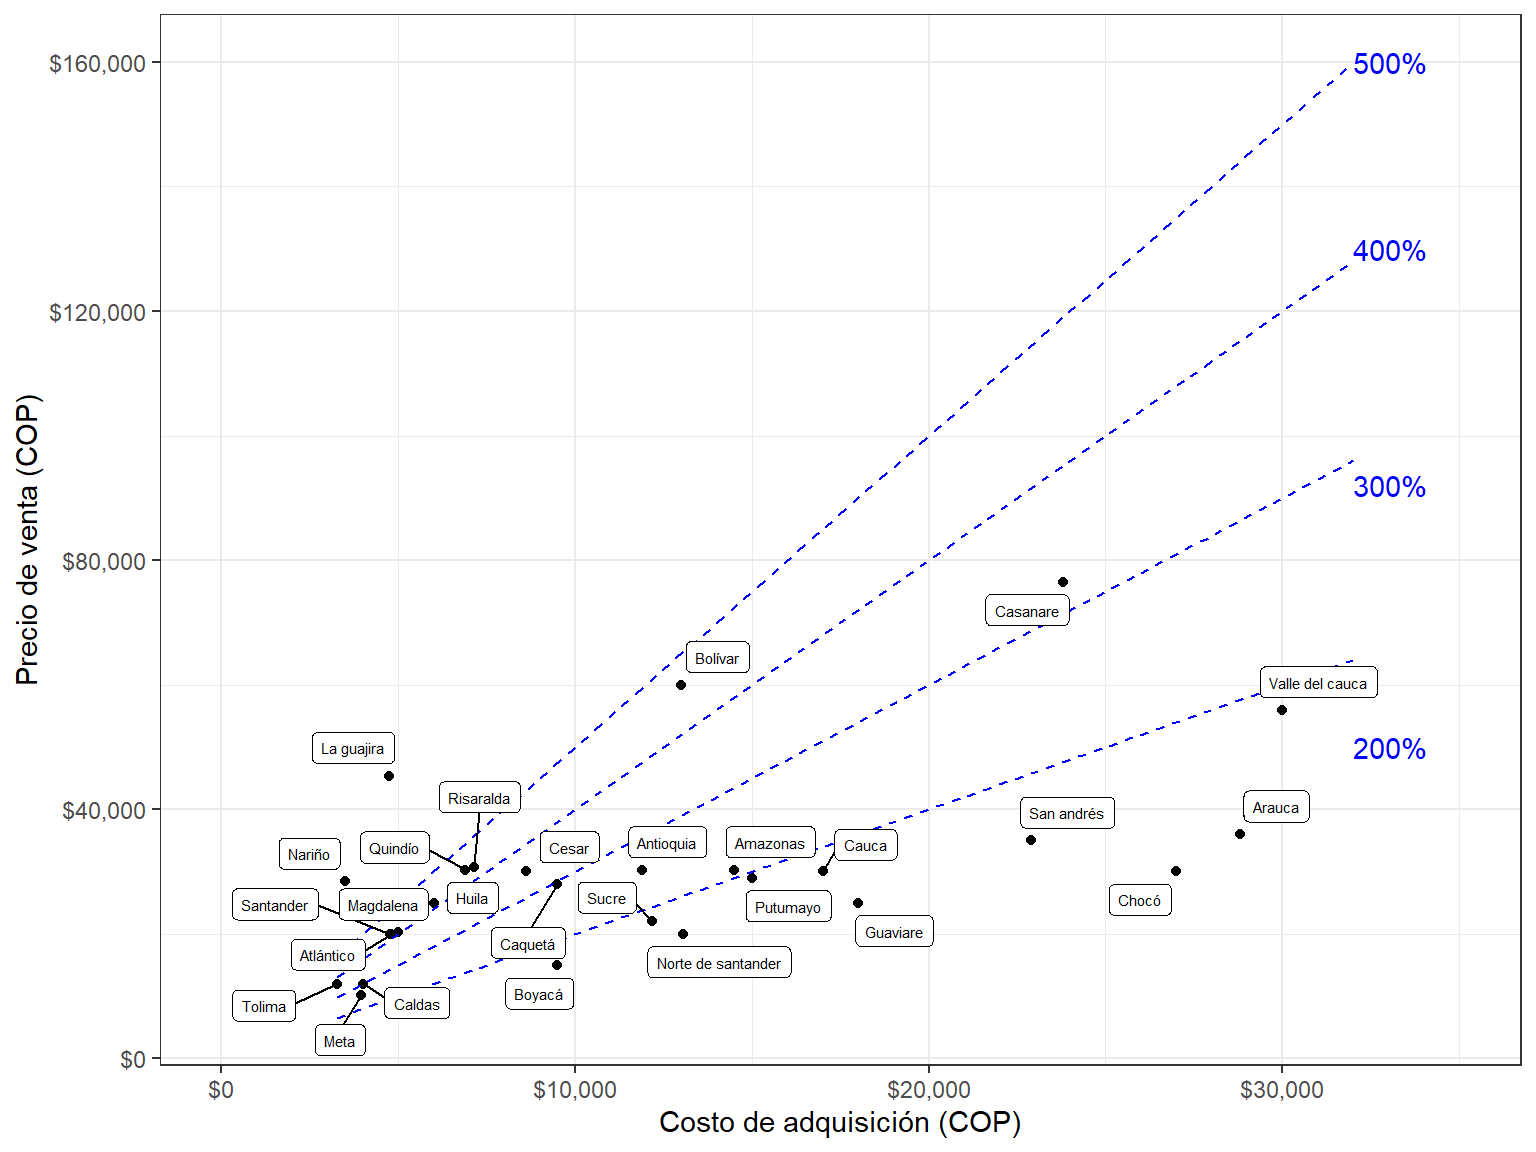 $160,000
500%
400%
$120,000
300%
Precio de venta (COP)
$80,000
Casanare
Bolívar
Valle del cauca
La guajira
200%
Risaralda
$40,000
Arauca
San andrés
Quindío
Nariño
Cesar
Antioquia
Amazonas
Cauca
Huila
Sucre
Chocó
Santander
Magdalena
Putumayo
Guaviare
Caquetá
Atlántico
Norte de santander
Boyacá
Caldas
Tolima
Meta
$0
$0
$10,000
$20,000
$30,000
Costo de adquisición (COP)